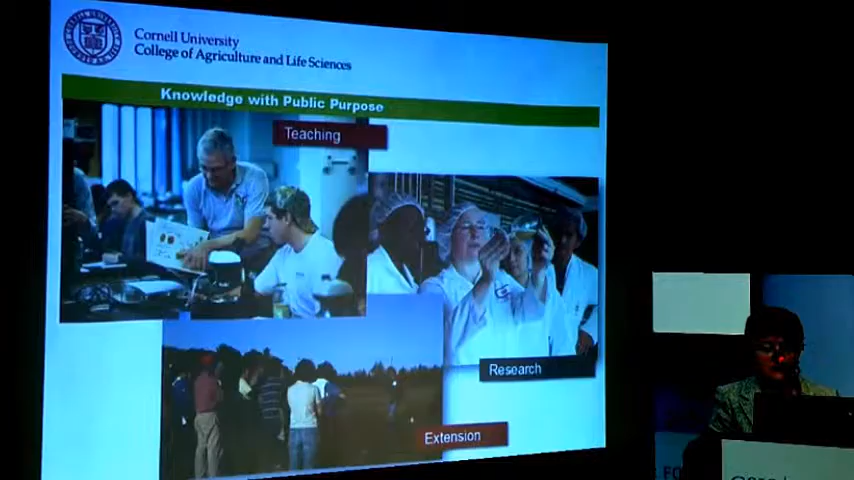 Cornell University
College of Agriculture and Life Sciences
Knowledge with Public Purpose
Teaching
Research
Extension